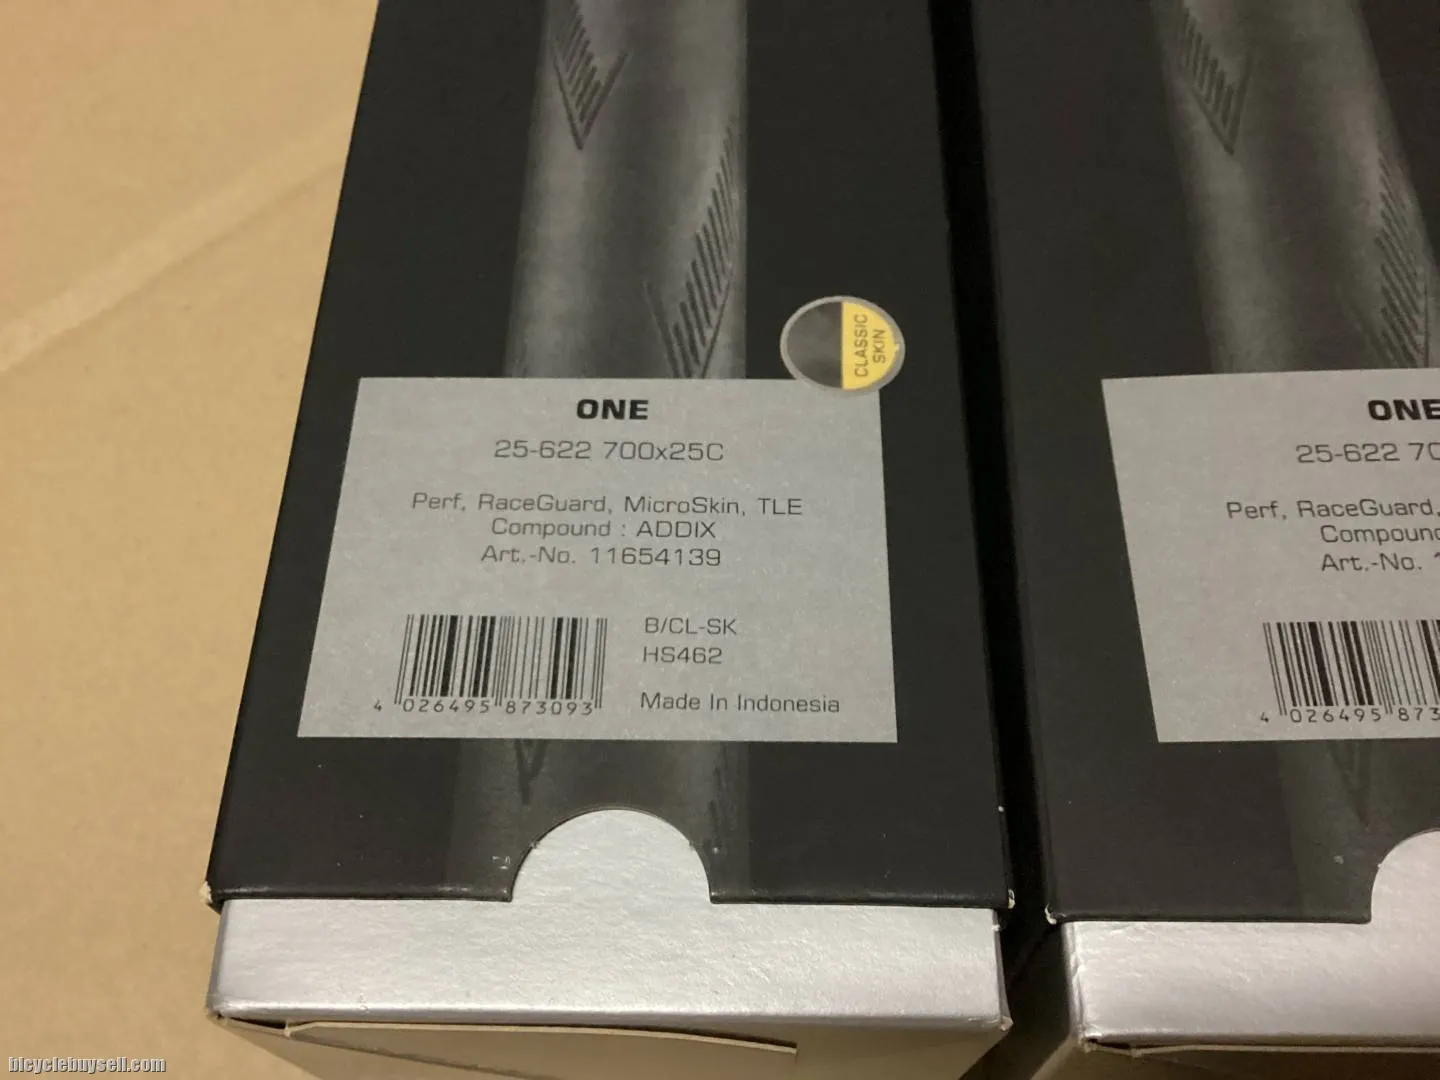 CLASSIC
SKIN
ONE
25-622 700x25C
Perf, RaceGuard, MicroSkin, TLE
Compound : ADDIX
Art.-No. 11654139
B/CL-SK
HS462
4 026495 873093
Made In Indonesia
ONE
25-622 70
Perf, RaceGuard,
Compound
Art.-No. 1
4 026495 873
bicyclebuysell.com